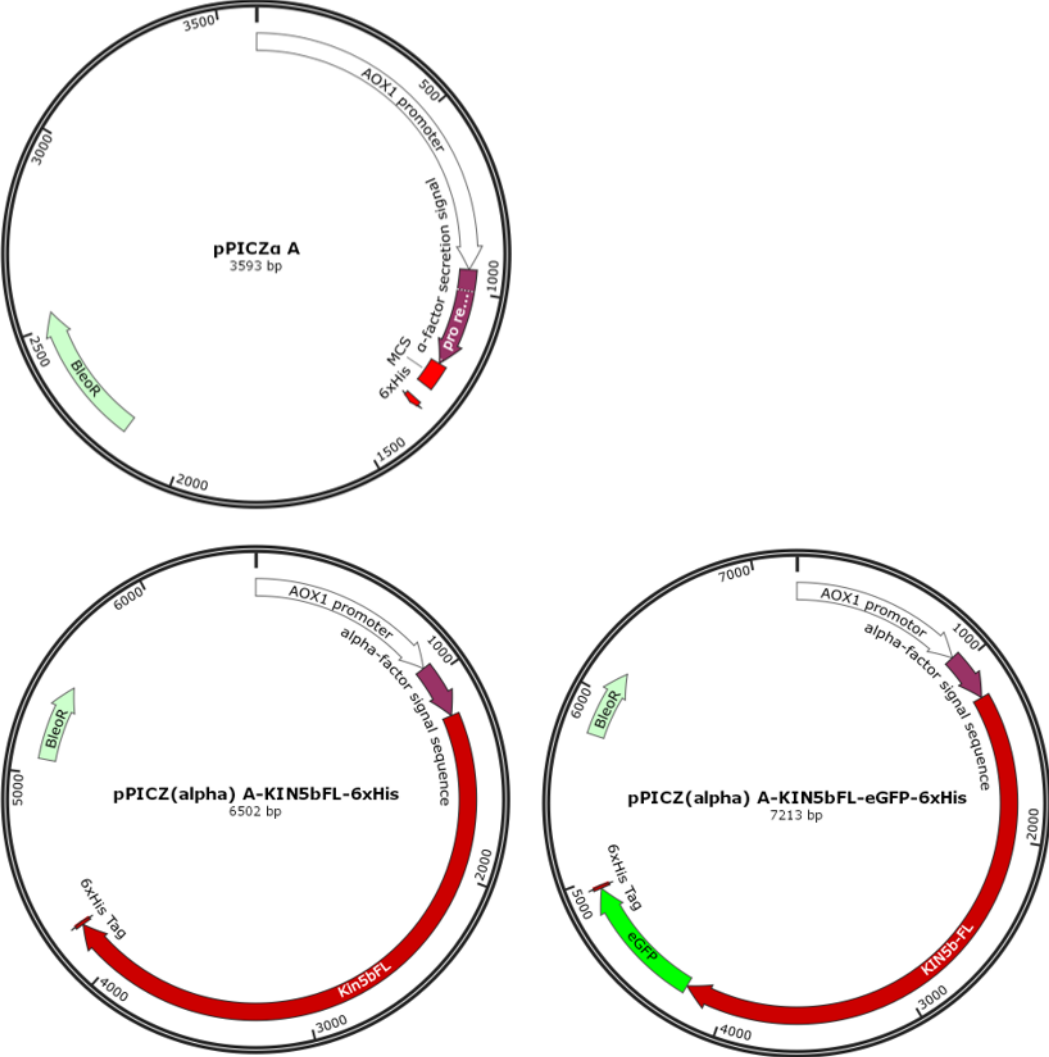 3500
500
AOX1 promoter
3000
α-factor secretion signal
pPICZα A
3593 bp
1000
pro re...
MCS
6xHis
2500
BleoR
1500
2000
6000
AOX1 promoter
1000
alpha-factor signal sequence
BleoR
5000
pPICZ(alpha) A-KIN5bFL-6xHis
6502 bp
2000
6xHis Tag
Kin5bFL
4000
3000
7000
AOX1 promotor
1000
alpha-factor signal sequence
6000
BleoR
pPICZ(alpha) A-KIN5bFL-eGFP-6xHis
7213 bp
2000
6xHis Tag
5000
eGFP
KIN5b-FL
3000
4000